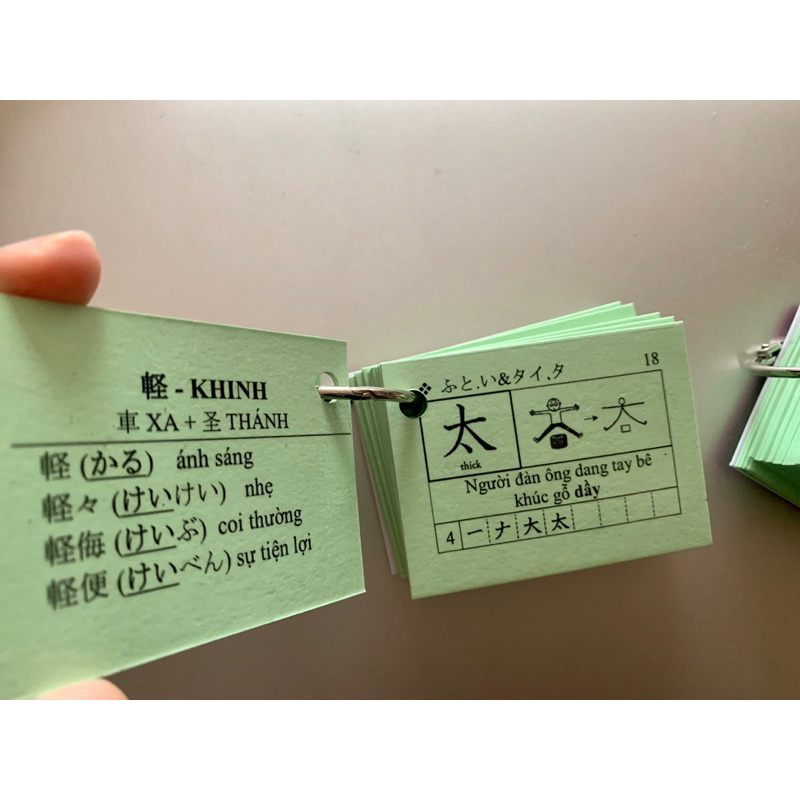 軽 - KHINH
車 XA + 圣 THÁNH
軽 (かる) ánh sáng
軽々 (けいけい) nhẹ
軽侮 (けいぶ) coi thường
軽便 (けいべん) sự tiện lợi
18
❖ ふと.い&タイ,タ
太
thick
Người đàn ông dang tay bê
khúc gỗ dầy
4 一 ナ 大 太